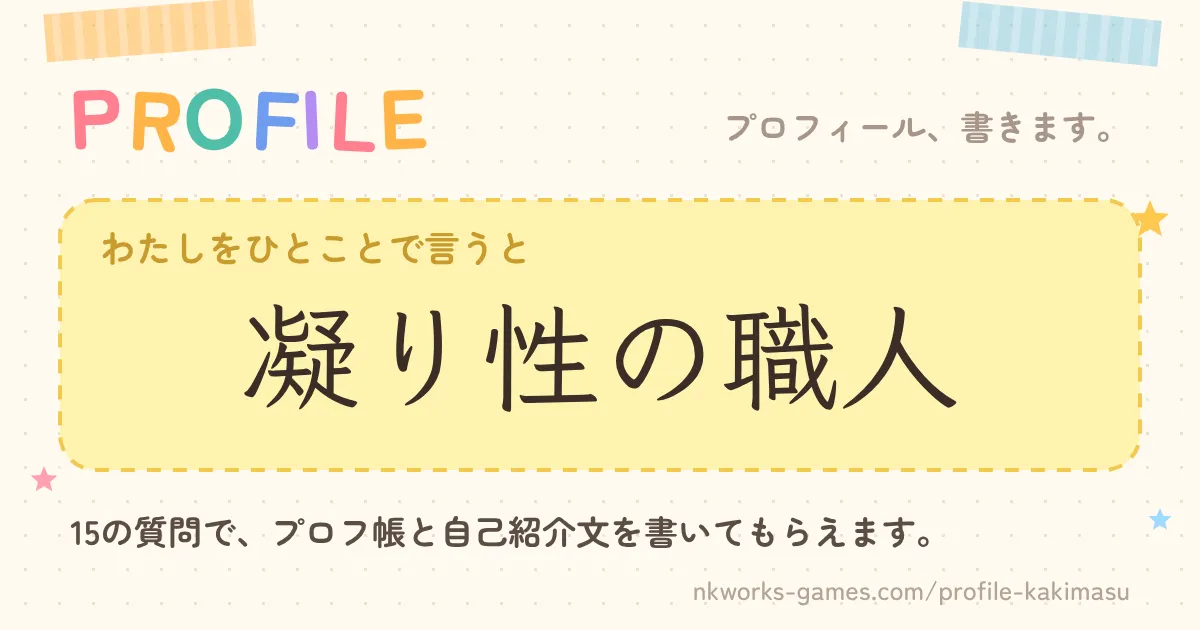 PROFILE
プロフィール、書きます。
わたしをひとことで言うと
凝り性の職人
15の質問で、プロフ帳と自己紹介文を書いてもらえます。
nkworks-games.com/profile-kakimasu